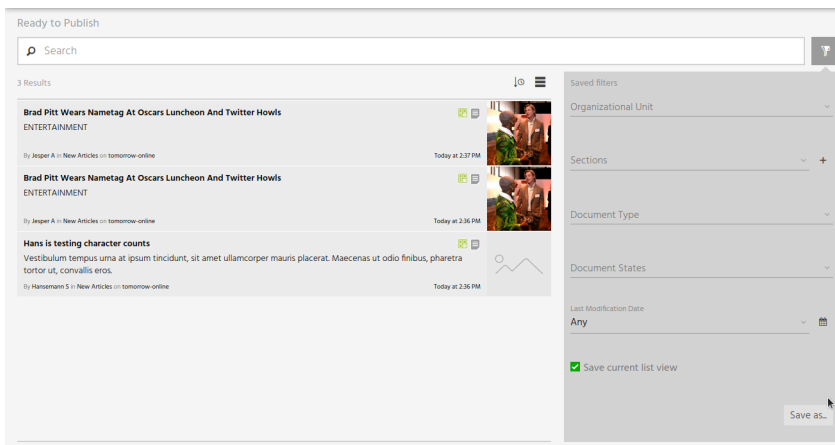 Ready to Publish
Search
3 Results
Brad Pitt Wears Nametag At Oscars Luncheon And Twitter Howls
ENTERTAINMENT
By Jesper A in New Articles on tomorrow-online
Today at 2:37 PM
Brad Pitt Wears Nametag At Oscars Luncheon And Twitter Howls
ENTERTAINMENT
By Jesper A in New Articles on tomorrow-online
Today at 2:36 PM
Hans is testing character counts
Vestibulum tempus urna at ipsum tincidunt, sit amet ullamcorper mauris placerat. Maecenas ut odio finibus, pharetra
tortor ut, convallis eros.
By Hansemann S in New Articles on tomorrow-online
Today at 2:36 PM
Saved filters
Organizational Unit
Sections
Document Type
Document States
Last Modification Date
Any
Save current list view
Save as...